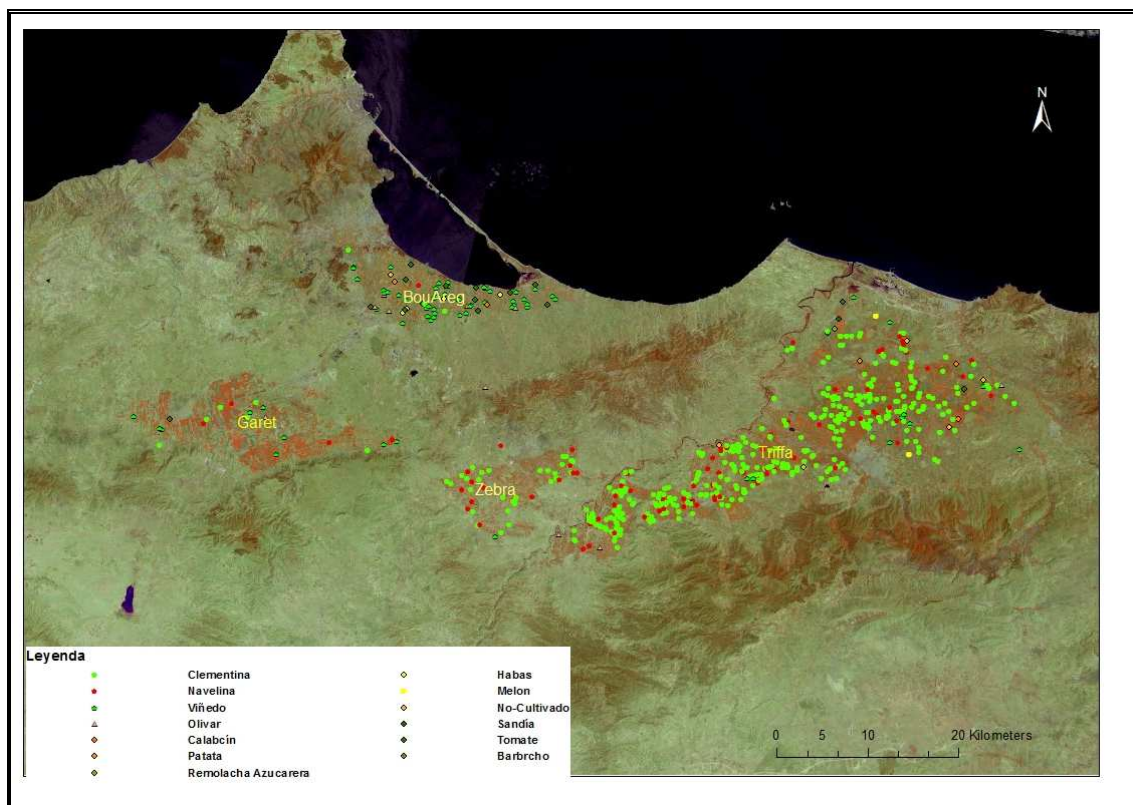 N
BouAreg
Garet
Triffa
Zebra
Leyenda
Clementina
Navelina
Viñedo
Olivar
Calabcín
Patata
Remolacha Azucarera
Habas
Melon
No-Cultivado
Sandía
Tomate
Barbrcho
0 5 10 20 Kilometers